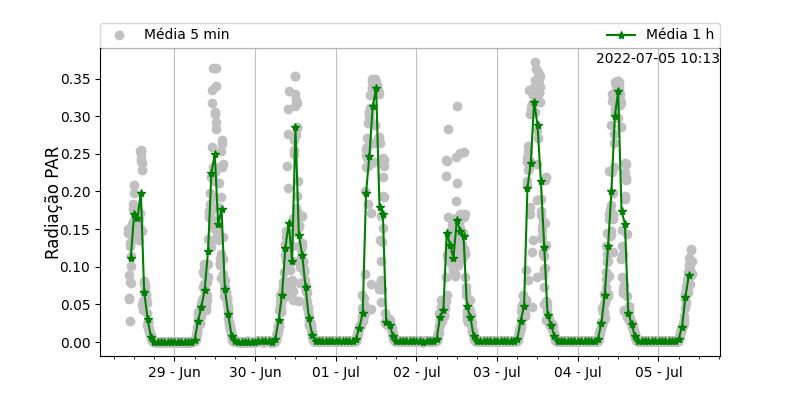 Média 5 min
Média 1 h
2022-07-05 10:13
Radiação PAR
0.35
0.30
0.25
0.20
0.15
0.10
0.05
0.00
29 - Jun
30 - Jun
01 - Jul
02 - Jul
03 - Jul
04 - Jul
05 - Jul